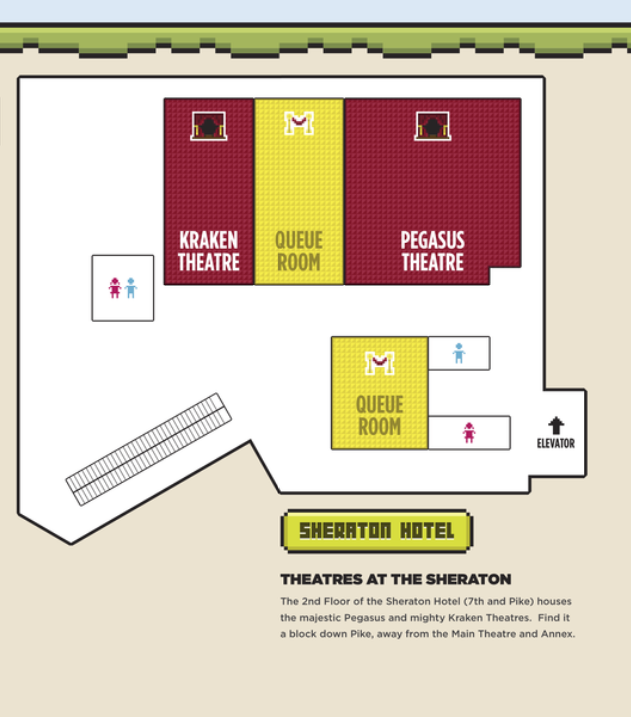 KRAKEN
THEATRE
QUEUE
ROOM
PEGASUS
THEATRE
QUEUE
ROOM
ELEVATOR
SHERATON HOTEL
THEATRES AT THE SHERATON
The 2nd Floor of the Sheraton Hotel (7th and Pike) houses
the majestic Pegasus and mighty Kraken Theatres.  Find it
a block down Pike, away from the Main Theatre and Annex.